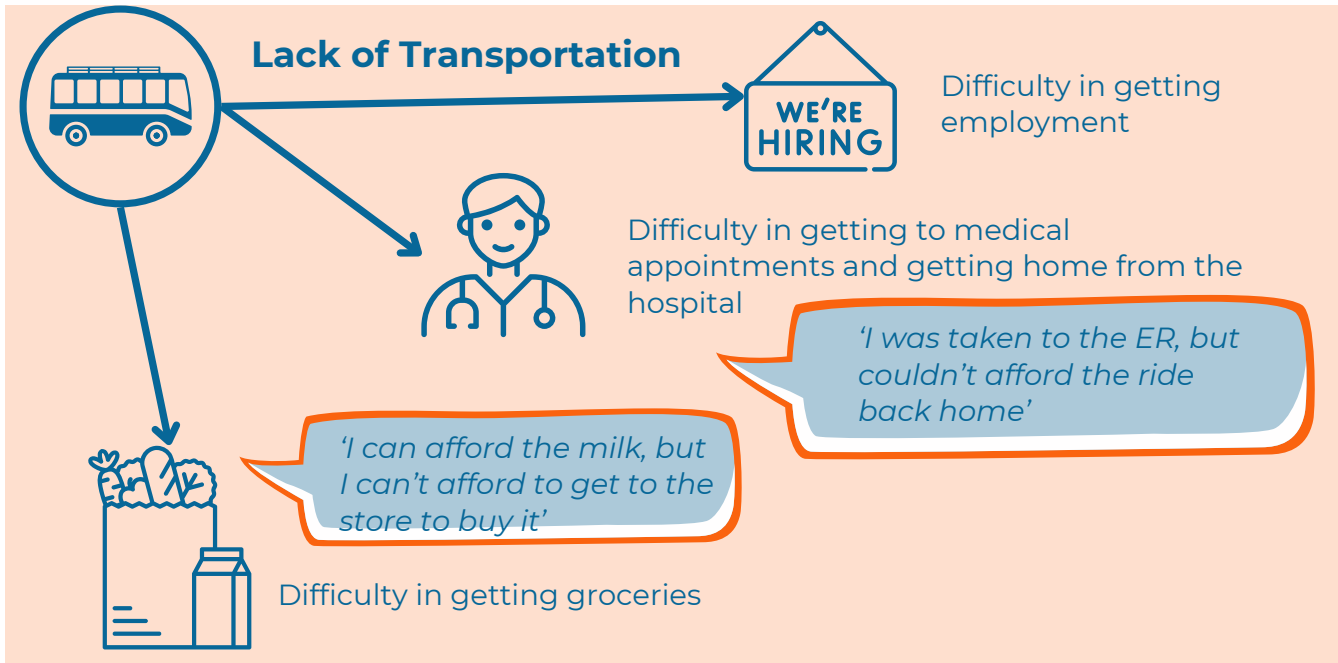 Lack of Transportation
WE'RE
HIRING
Difficulty in getting
employment
Difficulty in getting to medical
appointments and getting home from the
hospital
‘I was taken to the ER, but
couldn’t afford the ride
back home’
‘I can afford the milk, but
I can’t afford to get to the
store to buy it’
Difficulty in getting groceries